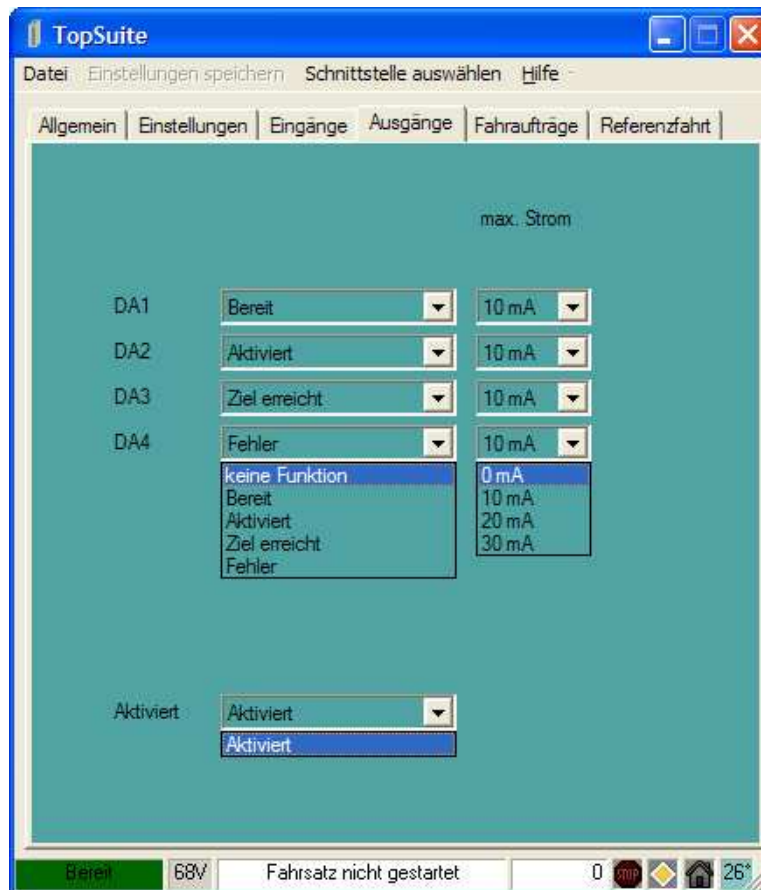 TopSuite
Datei Einstellungen speichern Schnittstelle auswählen Hilfe
Allgemein Einstellungen Eingänge Ausgänge Fahraufträge Referenzfahrt
max. Strom
DA1 Bereit 10 mA
DA2 Aktiviert 10 mA
DA3 Ziel erreicht 10 mA
DA4 Fehler 10 mA
keine Funktion 0 mA
Bereit 10 mA
Aktiviert 20 mA
Ziel erreicht 30 mA
Fehler
Aktiviert Aktiviert
Aktiviert
Bereit 68V Fahrsatz nicht gestartet 0 STOP 26°